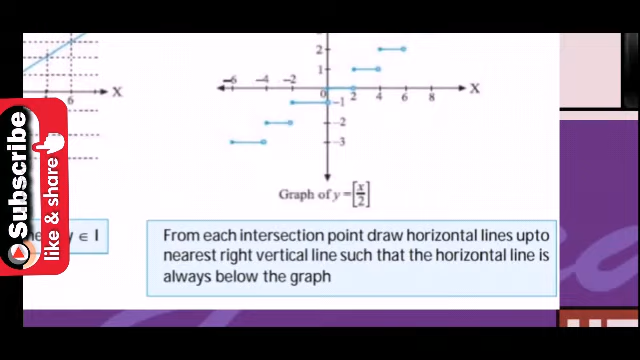 2
1
X
-6 -4 -2 0 2 4 6 8 X
6
-1
-2
-3
Graph of y = [x/2]
y ∈ I
From each intersection point draw horizontal lines upto
nearest right vertical line such that the horizontal line is
always below the graph
Subscribe
like & share